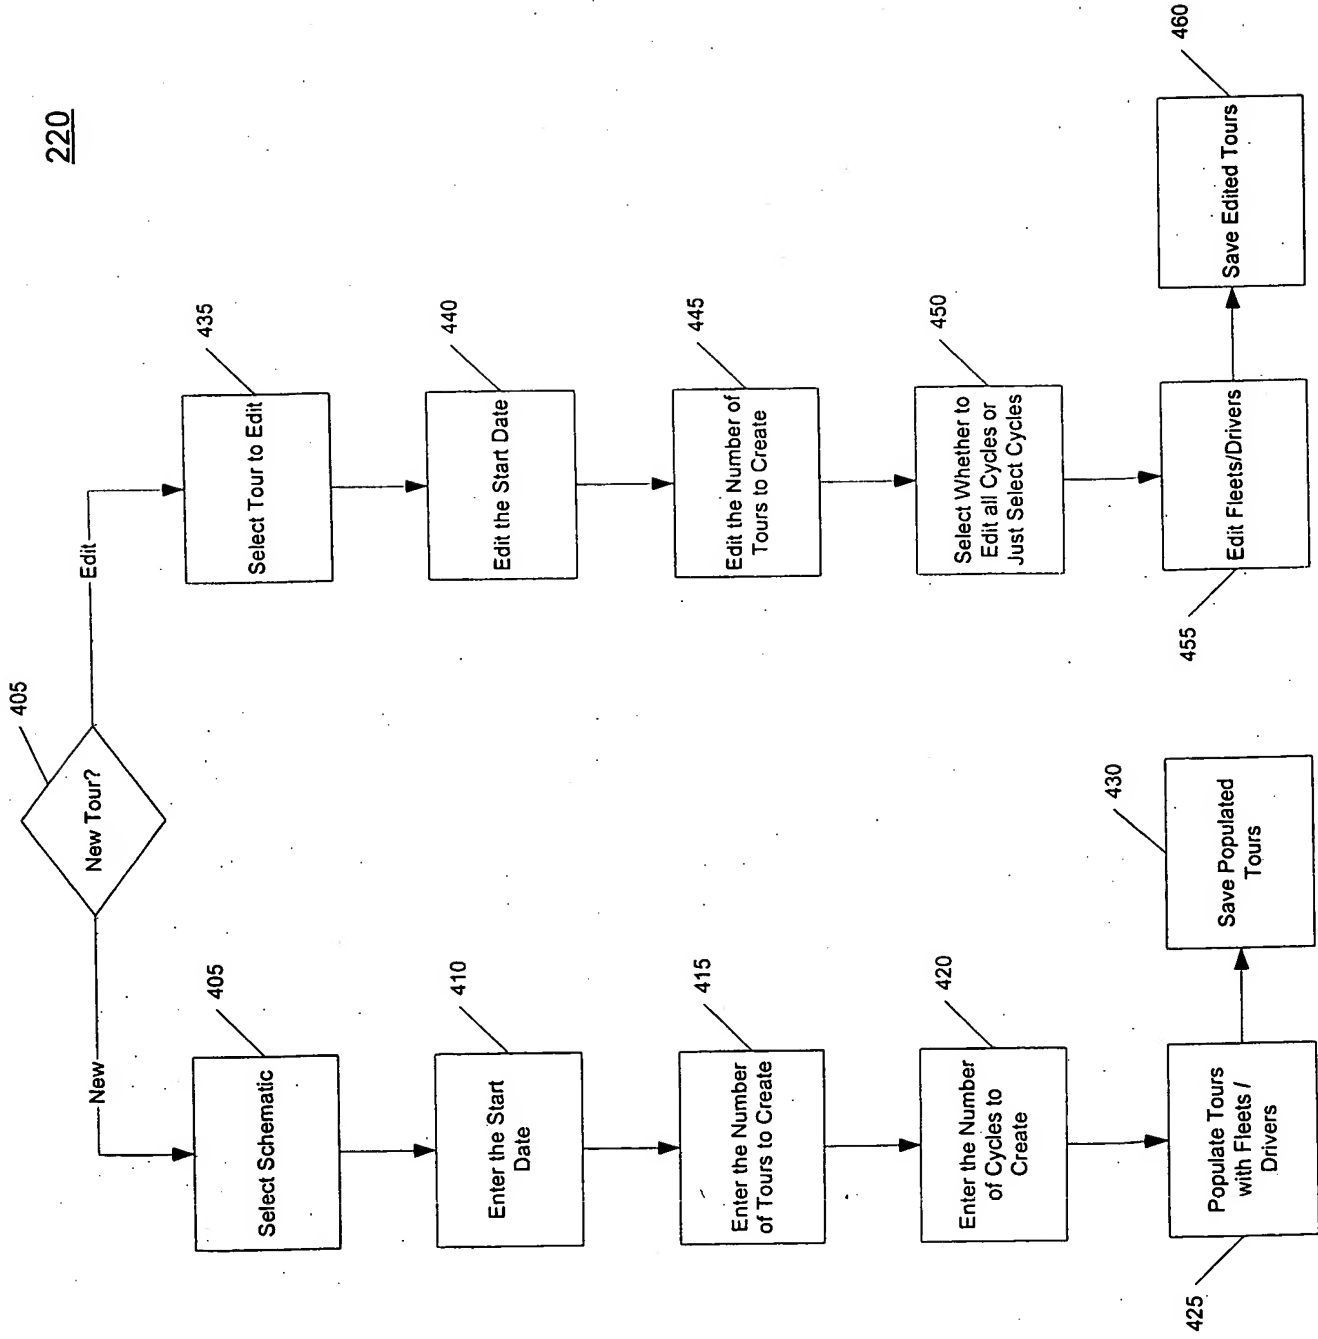 220
405
New Tour?
New
Edit
405
Select Schematic
410
Enter the Start
Date
415
Enter the Number
of Tours to Create
420
Enter the Number
of Cycles to
Create
425
Populate Tours
with Fleets /
Drivers
430
Save Populated
Tours
435
Select Tour to Edit
440
Edit the Start Date
445
Edit the Number of
Tours to Create
450
Select Whether to
Edit all Cycles or
Just Select Cycles
455
Edit Fleets/Drivers
460
Save Edited Tours